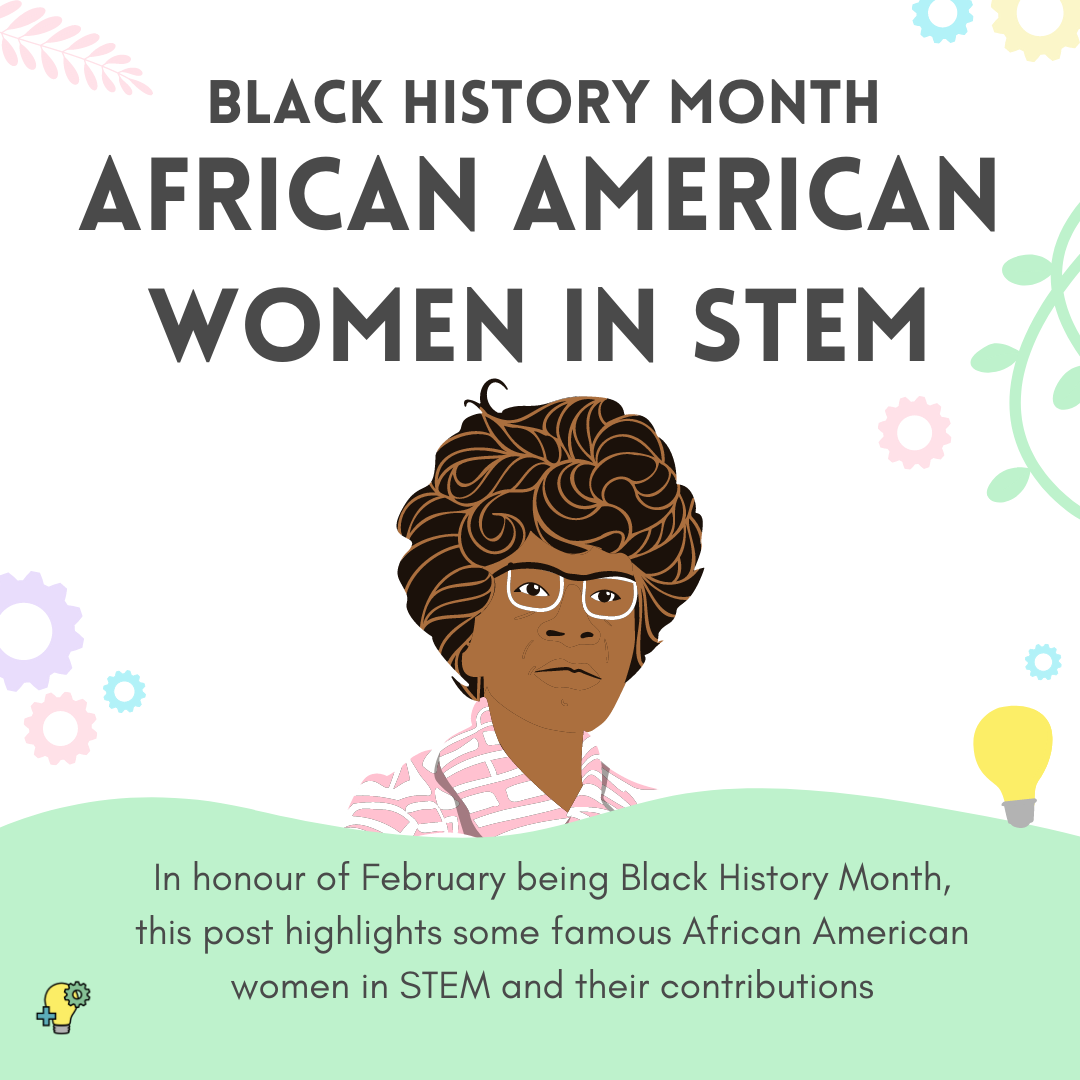 BLACK HISTORY MONTH
AFRICAN AMERICAN
WOMEN IN STEM
In honour of February being Black History Month,
this post highlights some famous African American
women in STEM and their contributions